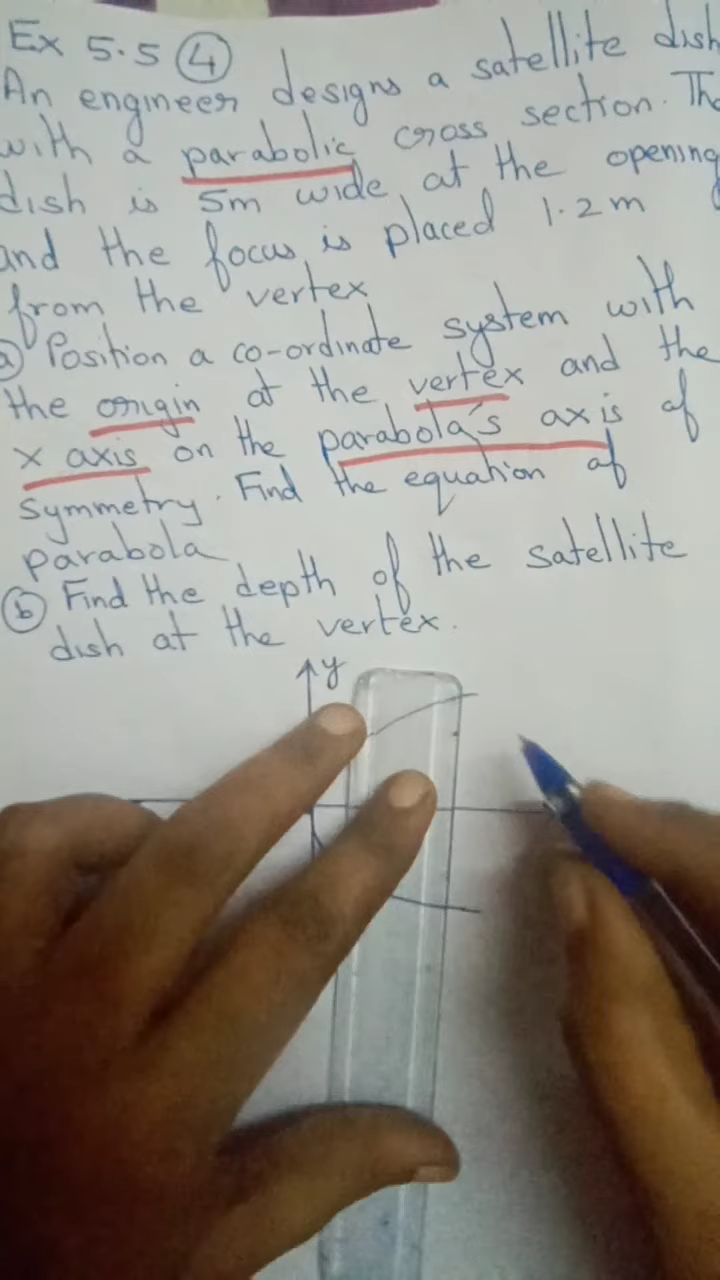 Ex 5.5 4
An engineer designs a satellite dish
with a parabolic cross section. The
dish is 5m wide at the opening
and the focus is placed 1.2m
from the vertex
a Position a co-ordinate system with
the origin at the vertex and the
x axis on the parabola's axis of
symmetry. Find the equation of
parabola
b Find the depth of the satellite
dish at the vertex.
y